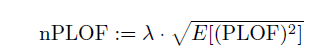 nPLOF := λ · √E[(PLOF)²]